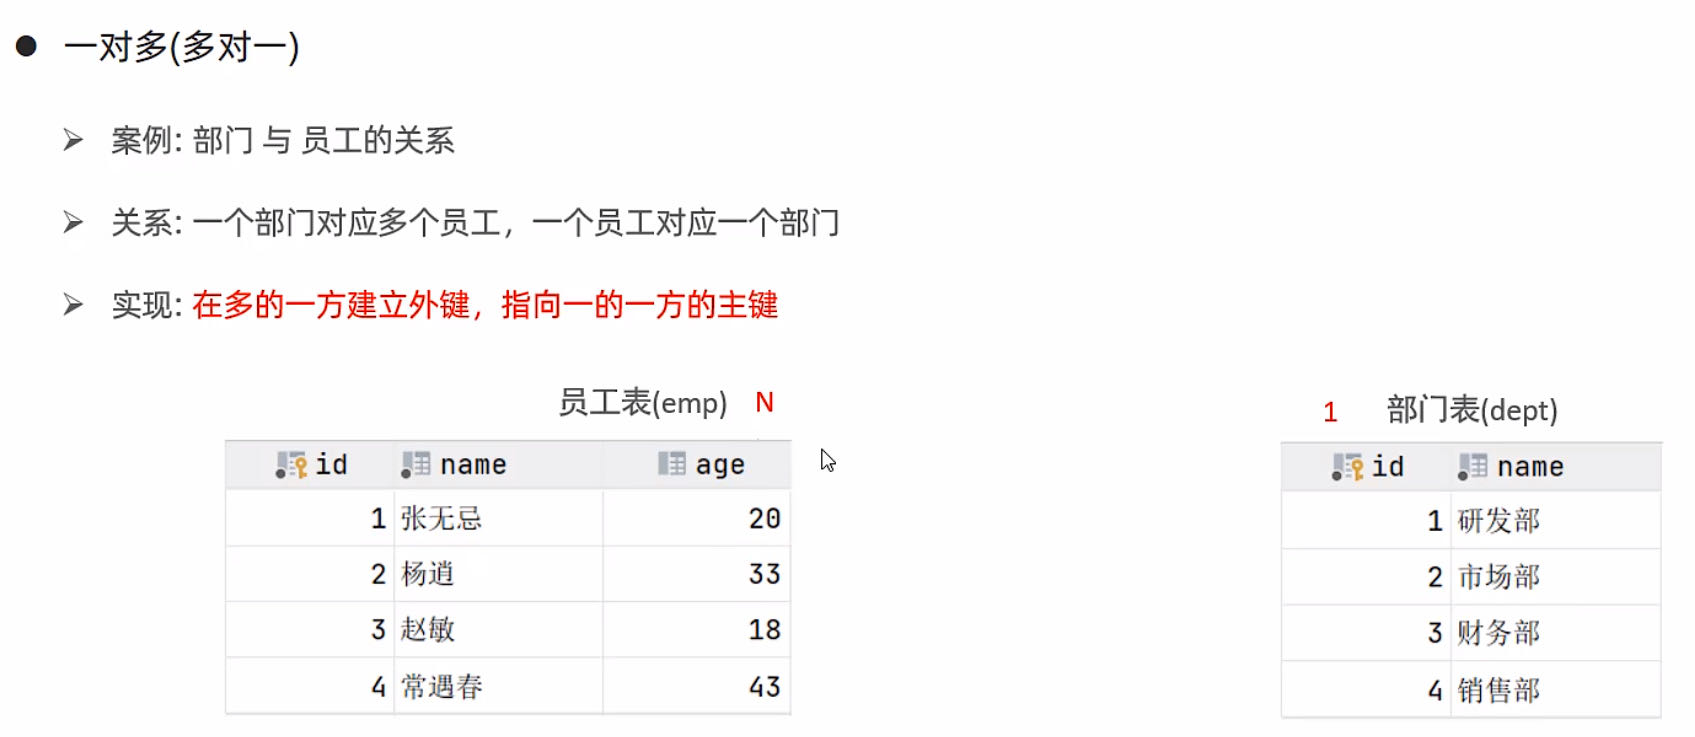 ● 一对多(多对一)
➢ 案例: 部门 与 员工的关系
➢ 关系: 一个部门对应多个员工，一个员工对应一个部门
➢ 实现: 在多的一方建立外键，指向一的一方的主键
员工表(emp) N
id name age
1 张无忌 20
2 杨逍 33
3 赵敏 18
4 常遇春 43
1 部门表(dept)
id name
1 研发部
2 市场部
3 财务部
4 销售部